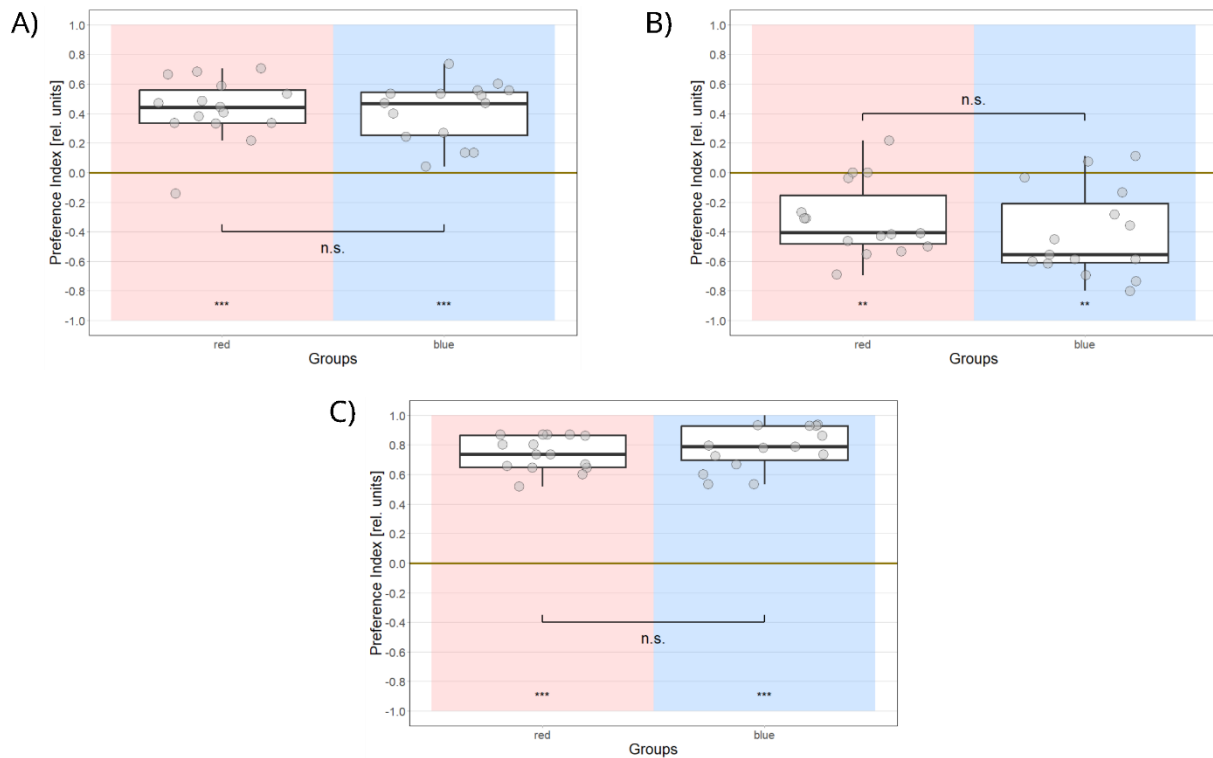 A)
Preference Index [rel. units]
1.0
0.8
0.6
0.4
0.2
0.0
-0.2
-0.4
-0.6
-0.8
-1.0
n.s.
*** ***
red blue
Groups
B)
Preference Index [rel. units]
1.0
0.8
0.6
0.4
0.2
0.0
-0.2
-0.4
-0.6
-0.8
-1.0
n.s.
** **
red blue
Groups
C)
Preference Index [rel. units]
1.0
0.8
0.6
0.4
0.2
0.0
-0.2
-0.4
-0.6
-0.8
-1.0
n.s.
*** ***
red blue
Groups